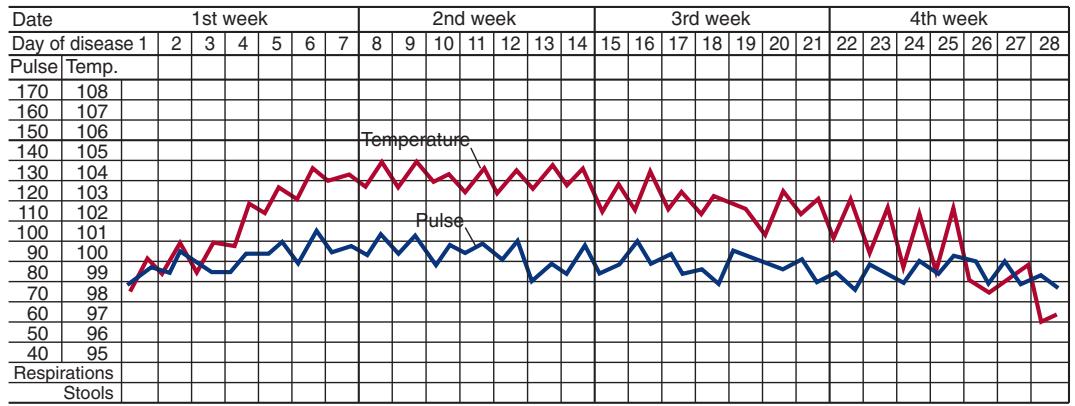 Date 1st week 2nd week 3rd week 4th week
Day of disease 1 2 3 4 5 6 7 8 9 10 11 12 13 14 15 16 17 18 19 20 21 22 23 24 25 26 27 28
Pulse Temp.
170 108
160 107
150 106
Temperature
140 105
130 104
120 103
110 102
Pulse
100 101
90 100
80 99
70 98
60 97
50 96
40 95
Respirations
Stools